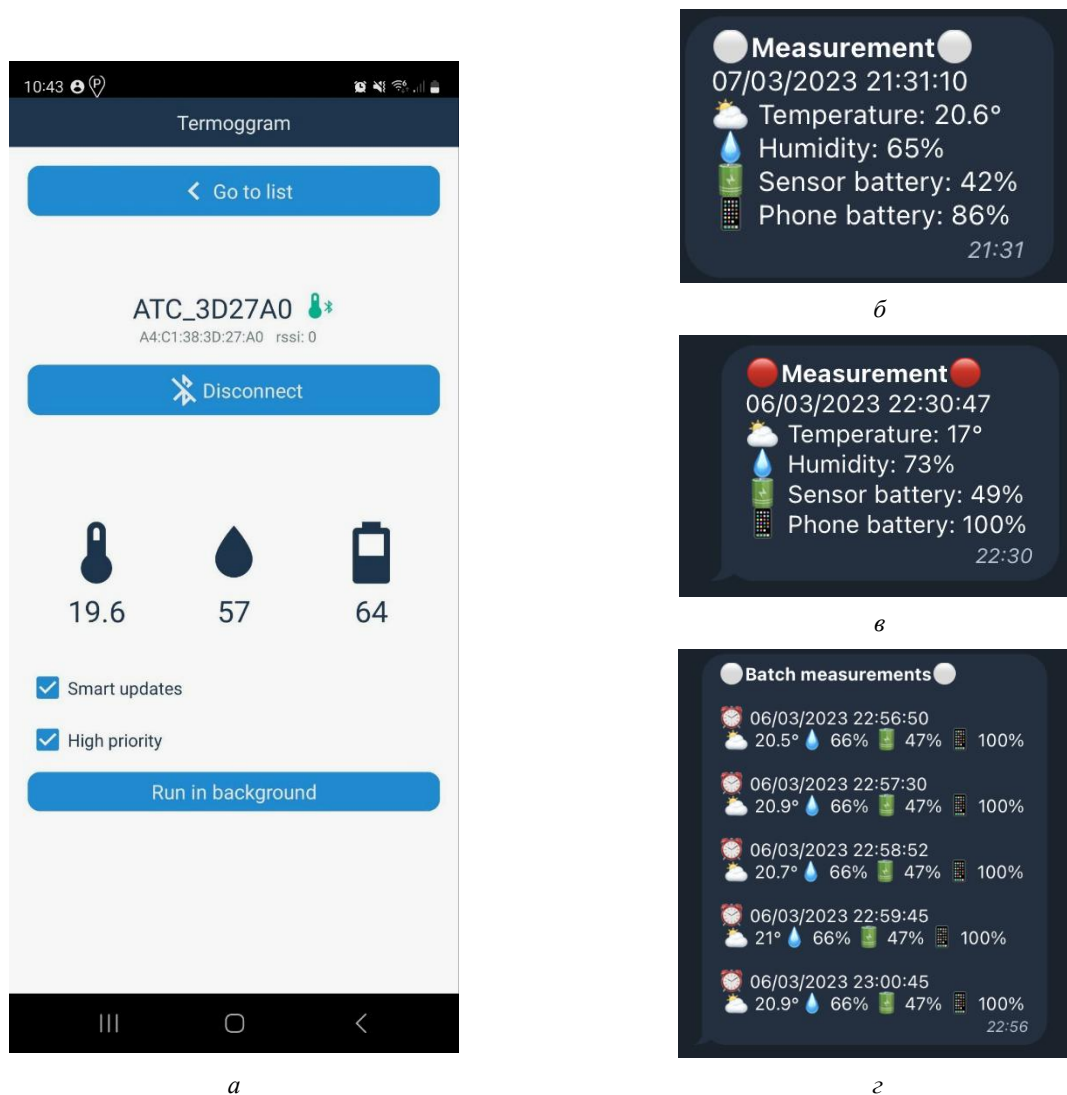 10:43
Termoggram
Go to list
ATC_3D27A0
A4:C1:38:3D:27:A0 rssi: 0
Disconnect
19.6 57 64
Smart updates
High priority
Run in background
а
Measurement
07/03/2023 21:31:10
Temperature: 20.6°
Humidity: 65%
Sensor battery: 42%
Phone battery: 86%
21:31
б
Measurement
06/03/2023 22:30:47
Temperature: 17°
Humidity: 73%
Sensor battery: 49%
Phone battery: 100%
22:30
в
Batch measurements
06/03/2023 22:56:50
20.5° 66% 47% 100%
06/03/2023 22:57:30
20.9° 66% 47% 100%
06/03/2023 22:58:52
20.7° 66% 47% 100%
06/03/2023 22:59:45
21° 66% 47% 100%
06/03/2023 23:00:45
20.9° 66% 47% 100%
22:56
г